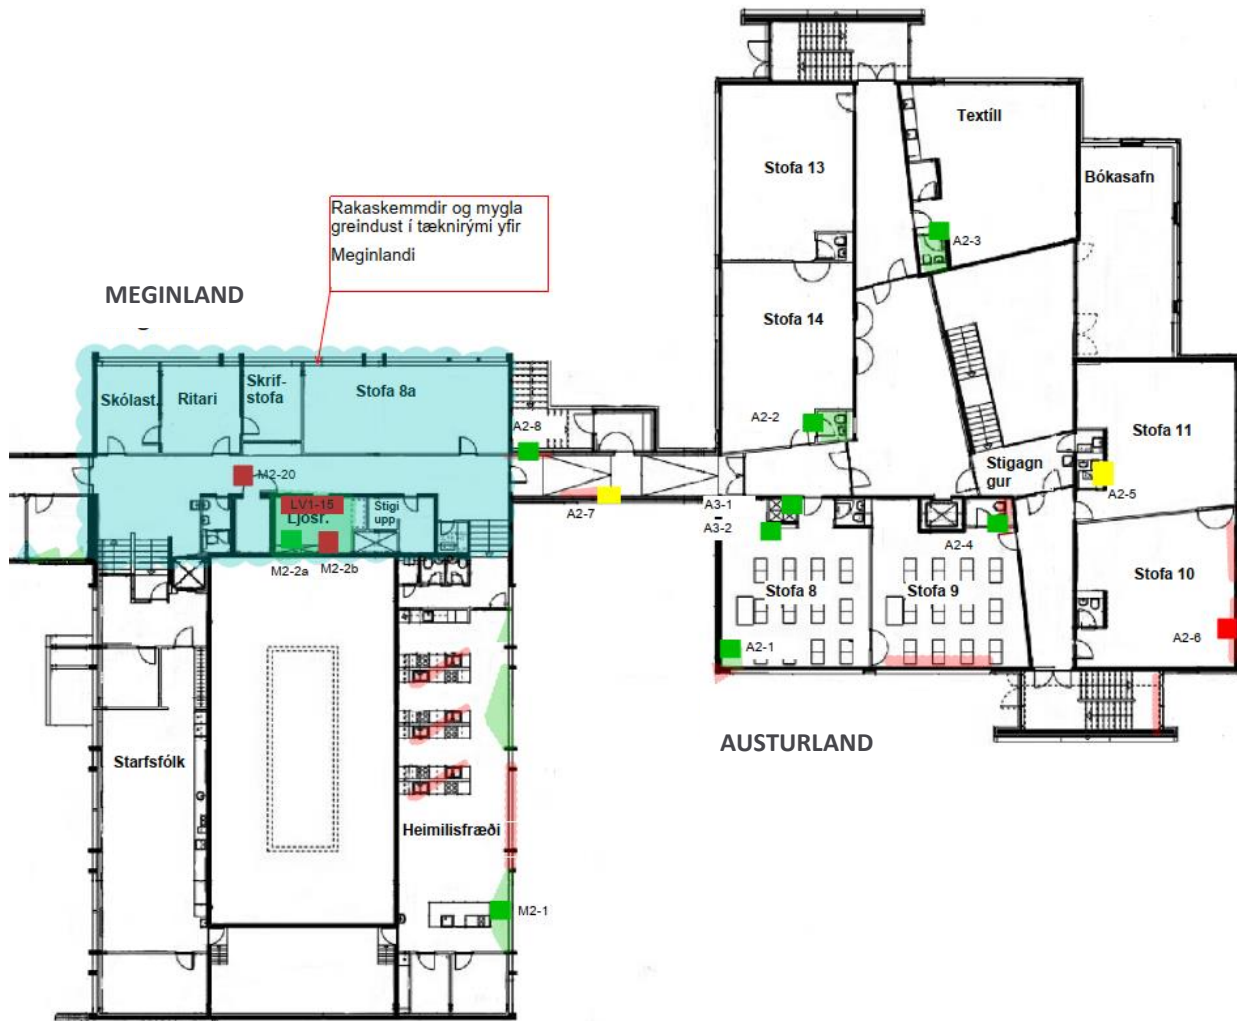 Textíll
Stofa 13
Bókasafn
Rakaskemmdir og mygla
greindust í tæknirými yfir
Meginlandi
A2-3
MEGINLAND
Stofa 14
Skólast.
Ritari
Skrif-
stofa
Stofa 8a
A2-8
A2-2
Stofa 11
M2-20
Stigagn
gur
LV1-15
Ljósr.
Stigi
upp
A2-7
A3-1
A3-2
A2-5
A2-4
M2-2a
M2-2b
Stofa 8
Stofa 9
Stofa 10
A2-6
A2-1
AUSTURLAND
Starfsfólk
Heimilisfræði
M2-1